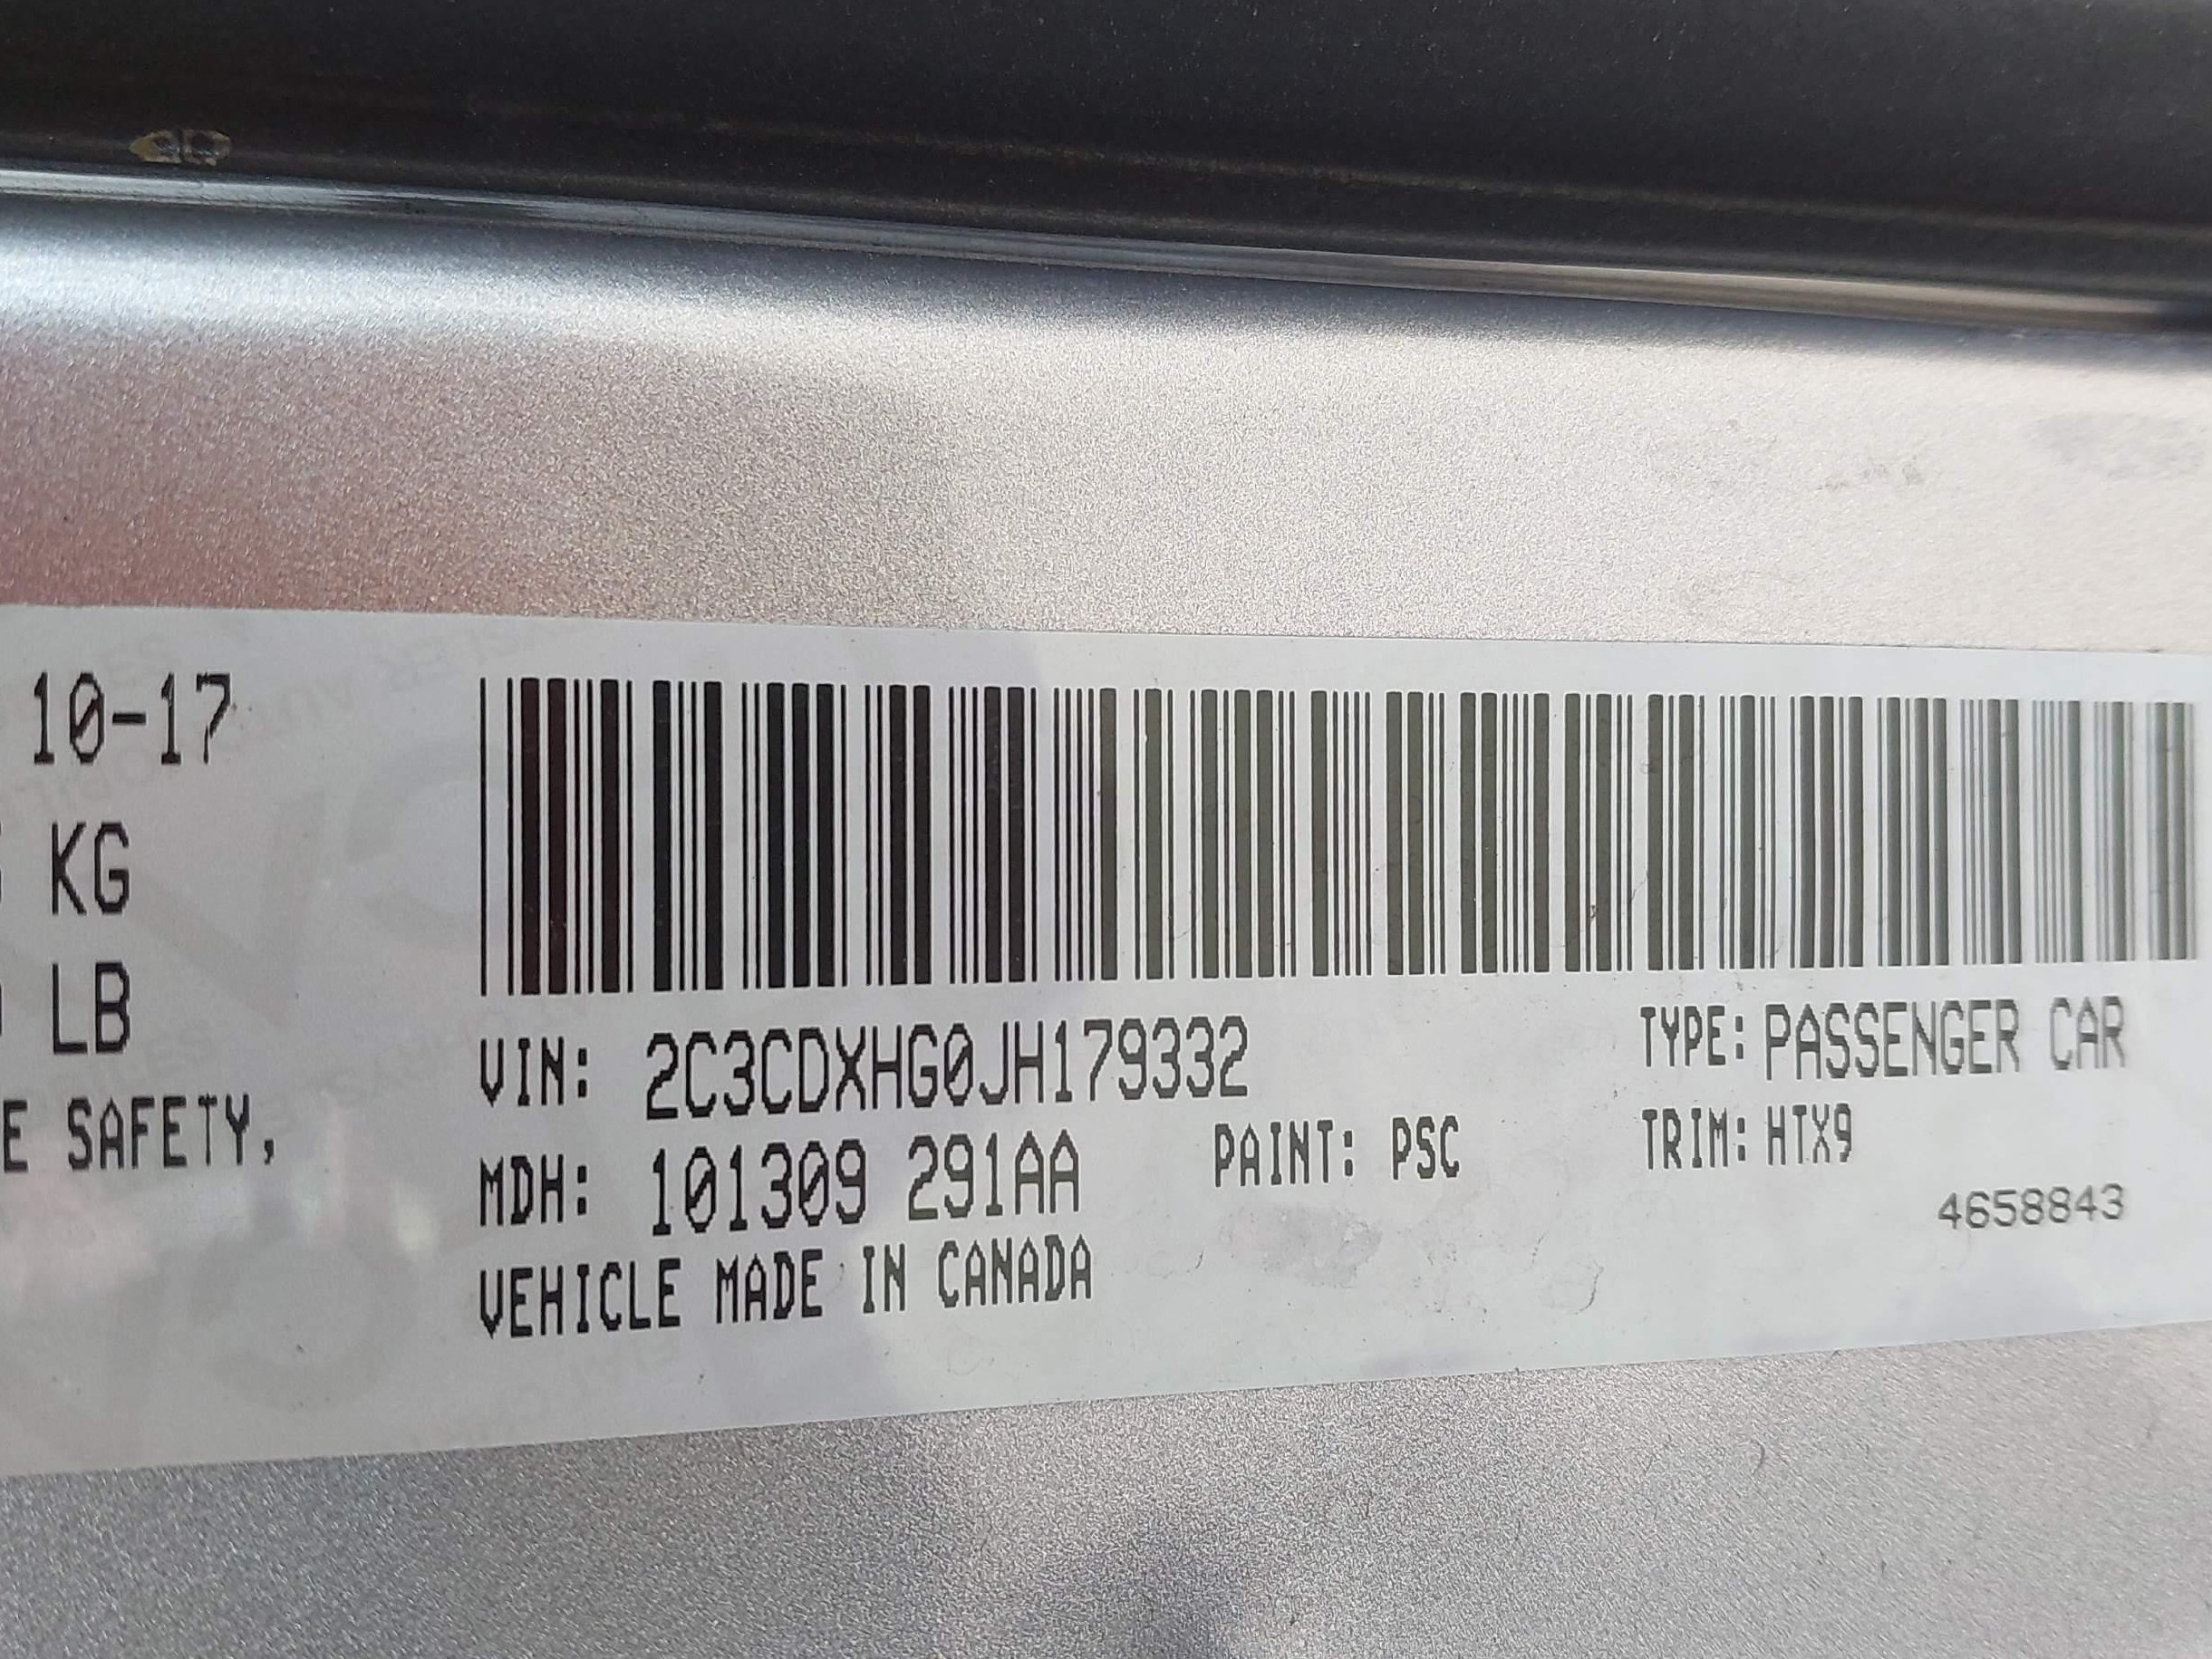 10-17
KG
LB
E SAFETY,
VIN: 2C3CDXHG0JH179332
TYPE: PASSENGER CAR
MDH: 101309 291AA
PAINT: PSC
TRIM: HTX9
4658843
VEHICLE MADE IN CANADA